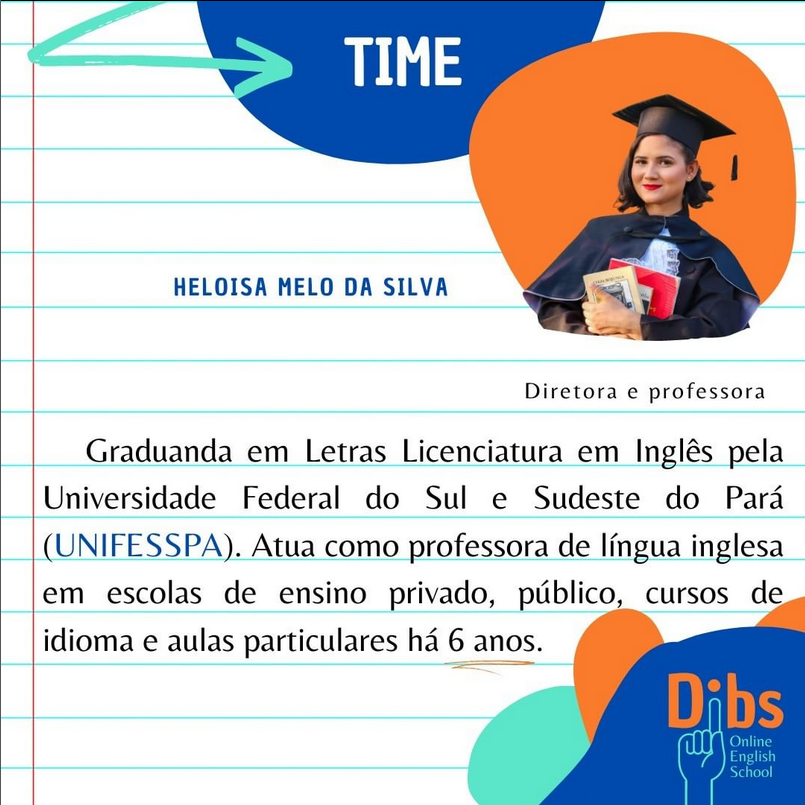 TIME
HELOISA MELO DA SILVA
Diretora e professora
Graduanda em Letras Licenciatura em Inglês pela
Universidade Federal do Sul e Sudeste do Pará
(UNIFESSPA). Atua como professora de língua inglesa
em escolas de ensino privado, público, cursos de
idioma e aulas particulares há 6 anos.
Dibs
Online
English
School